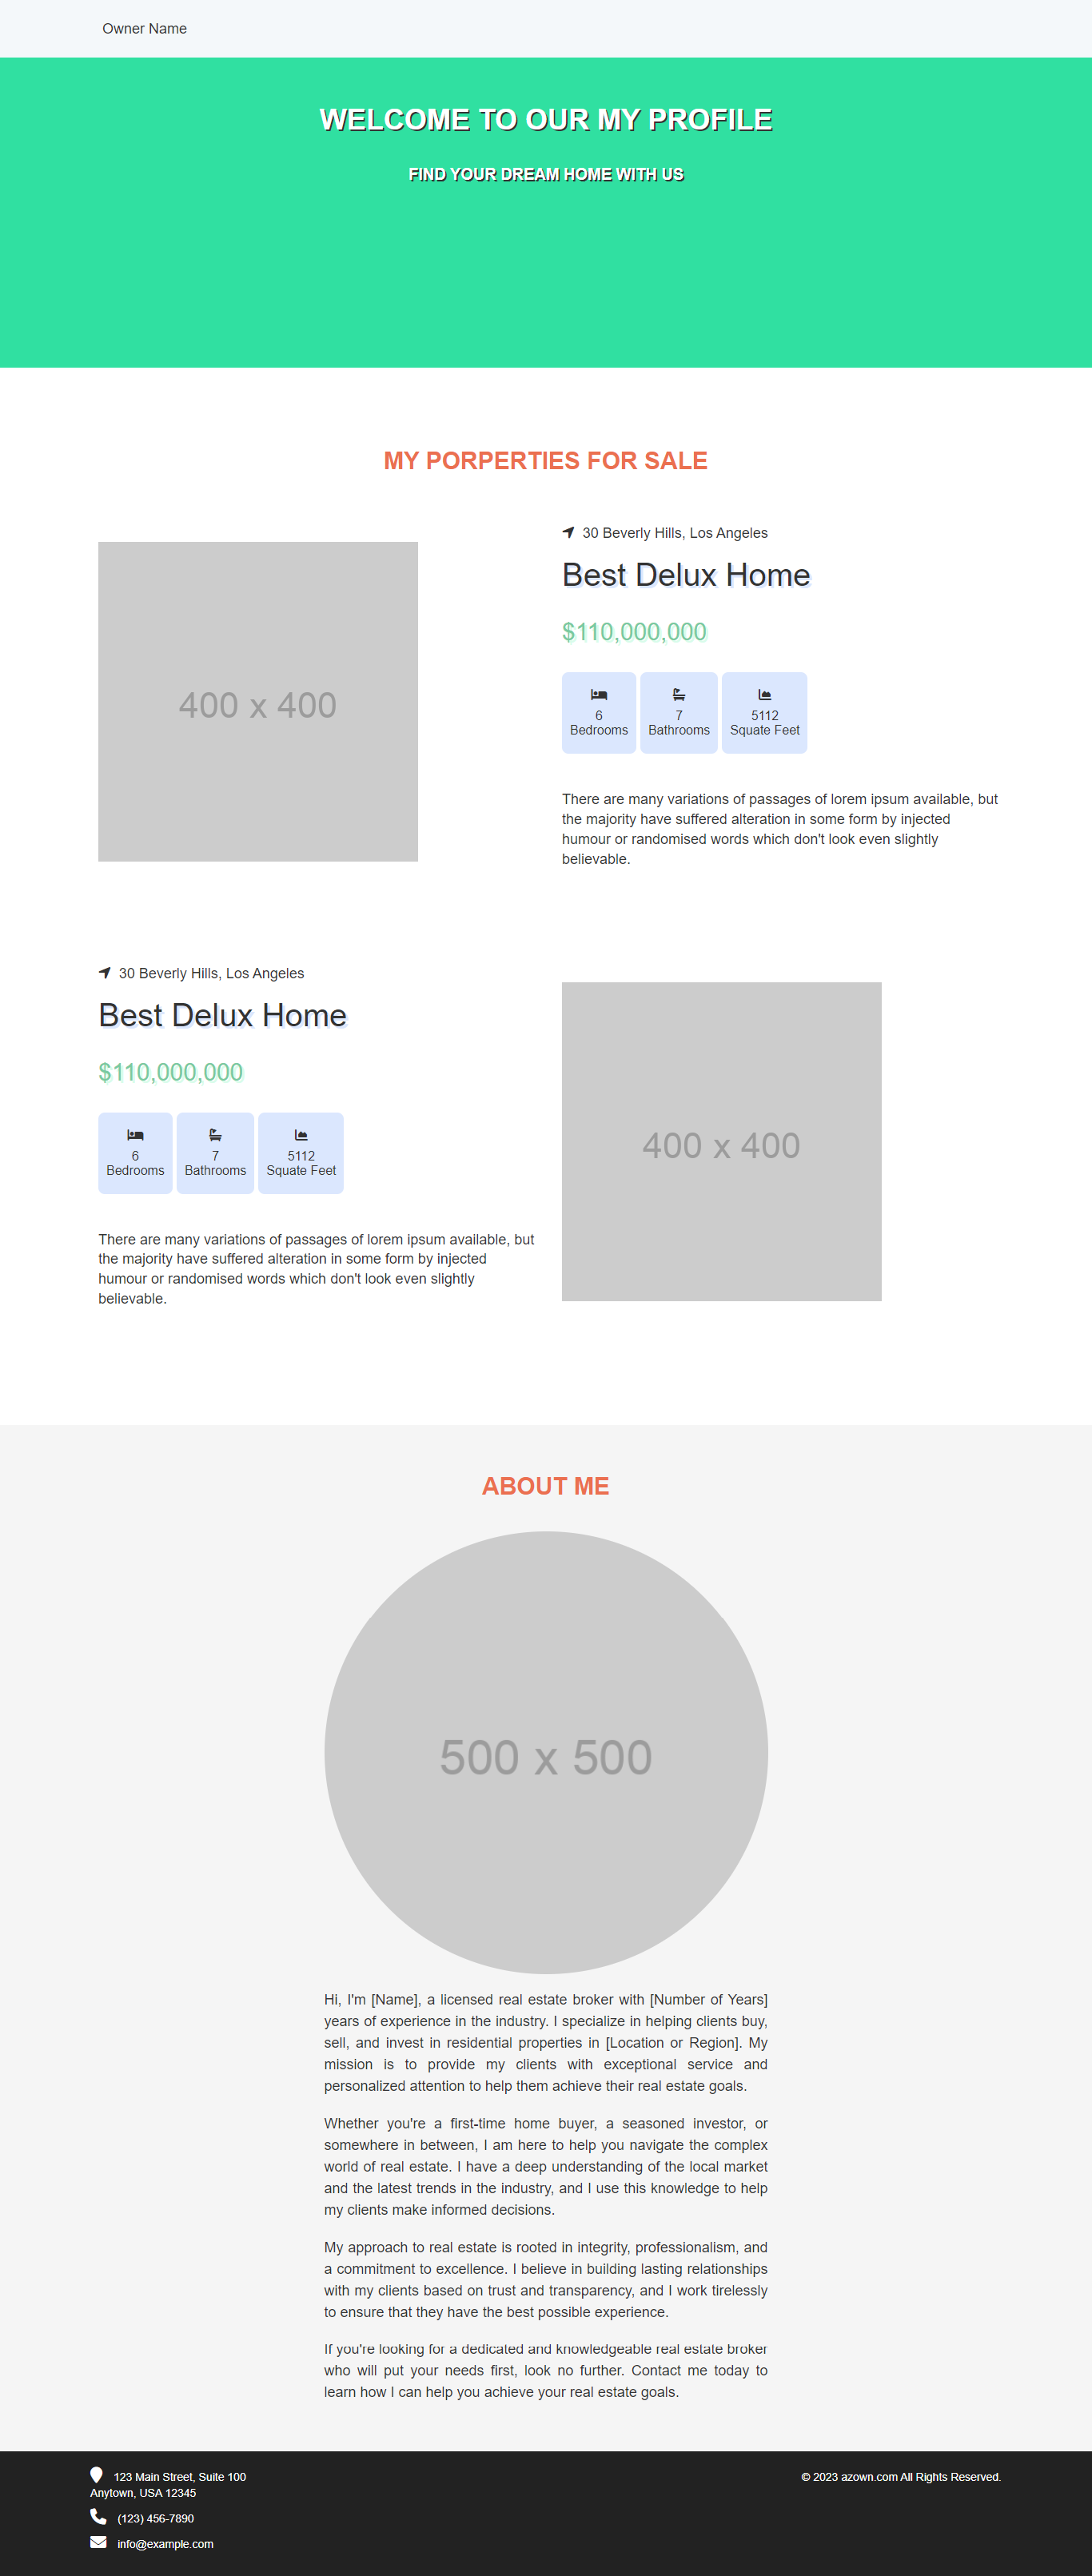 Owner Name
WELCOME TO OUR MY PROFILE
FIND YOUR DREAM HOME WITH US
MY PORPERTIES FOR SALE
400 x 400
30 Beverly Hills, Los Angeles
Best Delux Home
$110,000,000
6
Bedrooms
7
Bathrooms
5112
Squate Feet
There are many variations of passages of lorem ipsum available, but
the majority have suffered alteration in some form by injected
humour or randomised words which don't look even slightly
believable.
30 Beverly Hills, Los Angeles
Best Delux Home
$110,000,000
6
Bedrooms
7
Bathrooms
5112
Squate Feet
There are many variations of passages of lorem ipsum available, but
the majority have suffered alteration in some form by injected
humour or randomised words which don't look even slightly
believable.
400 x 400
ABOUT ME
500 x 500
Hi, I'm [Name], a licensed real estate broker with [Number of Years]
years of experience in the industry. I specialize in helping clients buy,
sell, and invest in residential properties in [Location or Region]. My
mission is to provide my clients with exceptional service and
personalized attention to help them achieve their real estate goals.
Whether you're a first-time home buyer, a seasoned investor, or
somewhere in between, I am here to help you navigate the complex
world of real estate. I have a deep understanding of the local market
and the latest trends in the industry, and I use this knowledge to help
my clients make informed decisions.
My approach to real estate is rooted in integrity, professionalism, and
a commitment to excellence. I believe in building lasting relationships
with my clients based on trust and transparency, and I work tirelessly
to ensure that they have the best possible experience.
If you're looking for a dedicated and knowledgeable real estate broker
who will put your needs first, look no further. Contact me today to
learn how I can help you achieve your real estate goals.
123 Main Street, Suite 100
Anytown, USA 12345
(123) 456-7890
info@example.com
© 2023 azown.com All Rights Reserved.